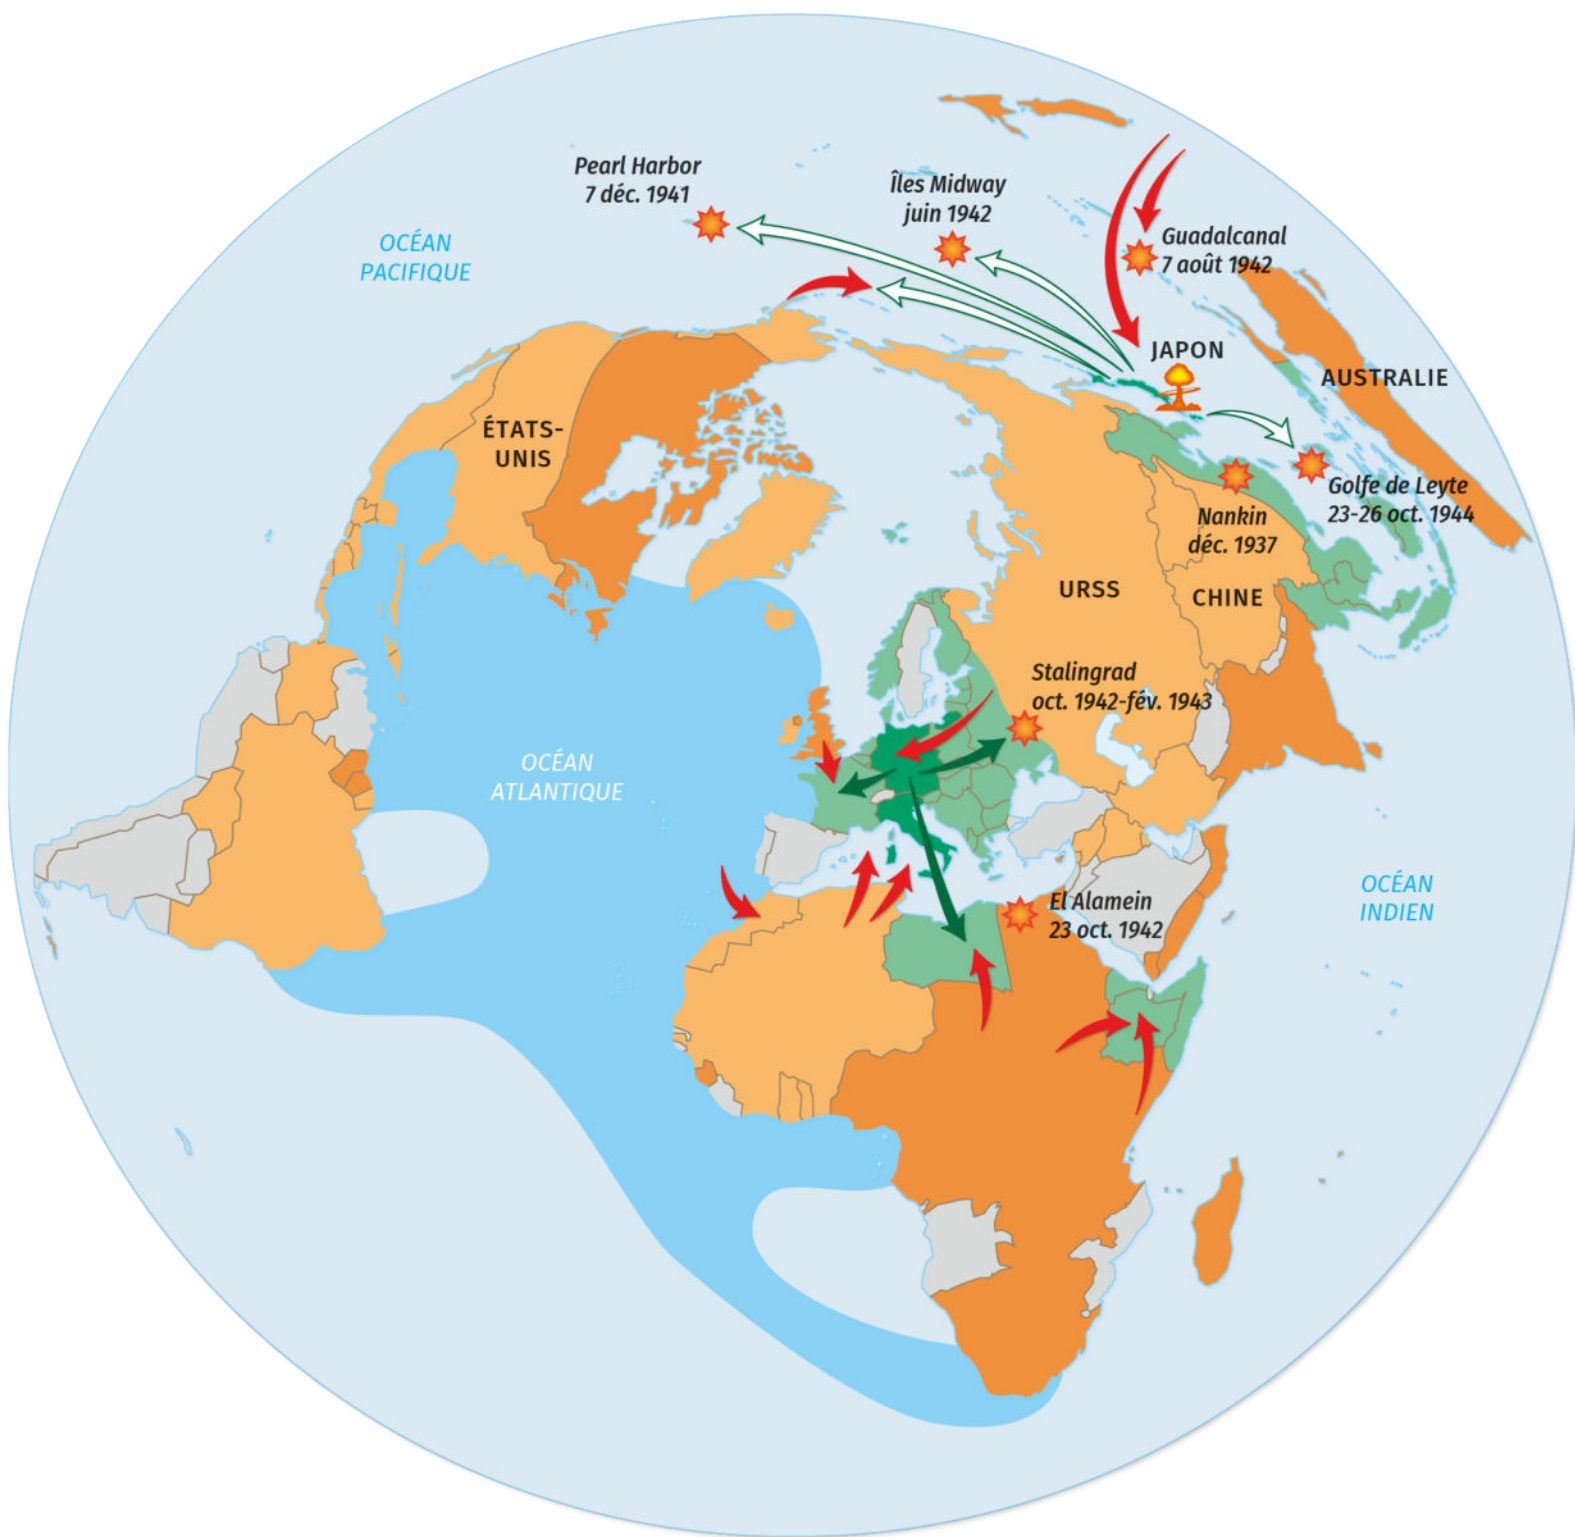 Pearl Harbor
7 déc. 1941
Îles Midway
juin 1942
OCÉAN
PACIFIQUE
Guadalcanal
7 août 1942
JAPON
AUSTRALIE
ÉTATS-
UNIS
Golfe de Leyte
23-26 oct. 1944
Nankin
déc. 1937
URSS
CHINE
Stalingrad
oct. 1942-fév. 1943
OCÉAN
ATLANTIQUE
OCÉAN
INDIEN
El Alamein
23 oct. 1942